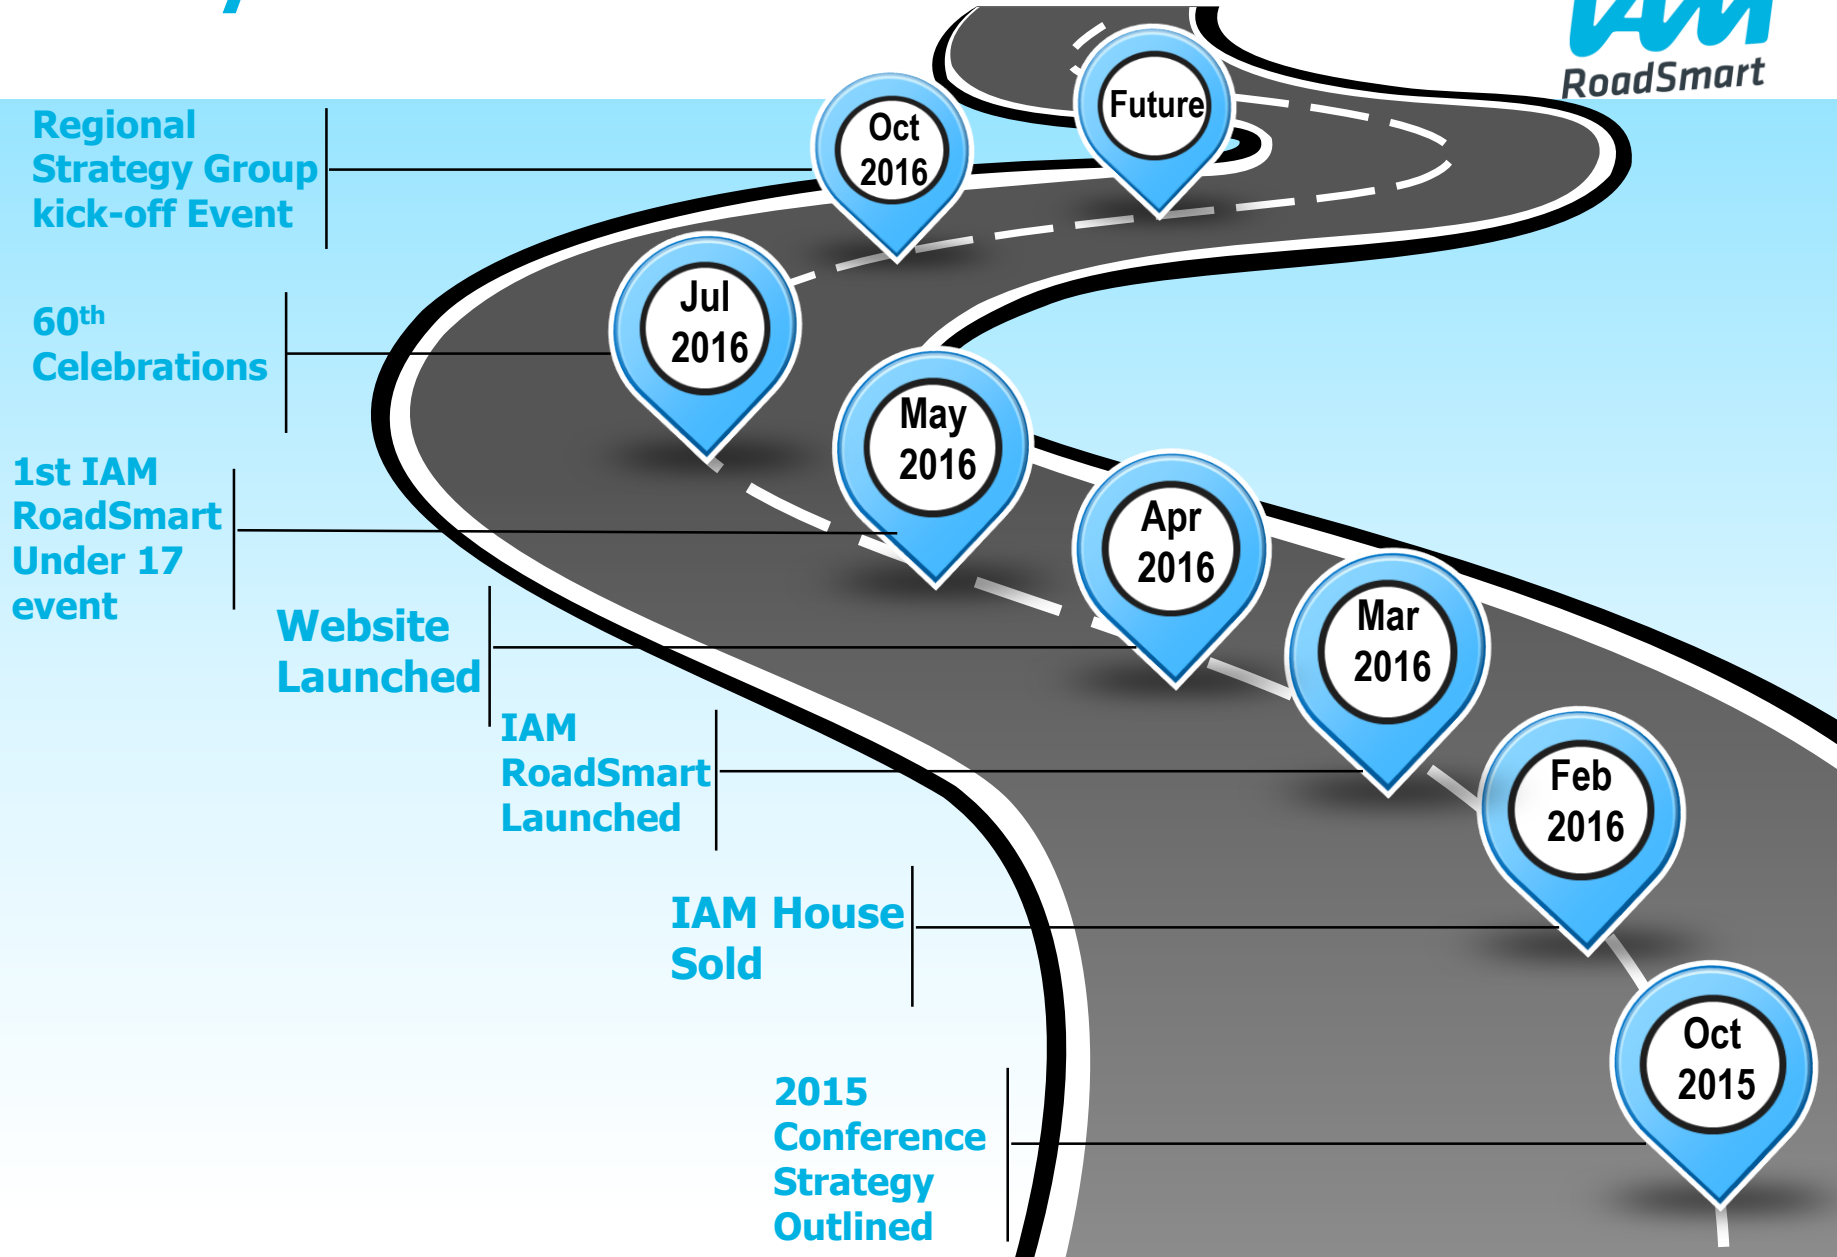 IAM
RoadSmart
Future
Oct
2016
Regional
Strategy Group
kick-off Event
Jul
2016
60th
Celebrations
May
2016
1st IAM
RoadSmart
Under 17
event
Apr
2016
Website
Launched
Mar
2016
IAM
RoadSmart
Launched
Feb
2016
IAM House
Sold
Oct
2015
2015
Conference
Strategy
Outlined